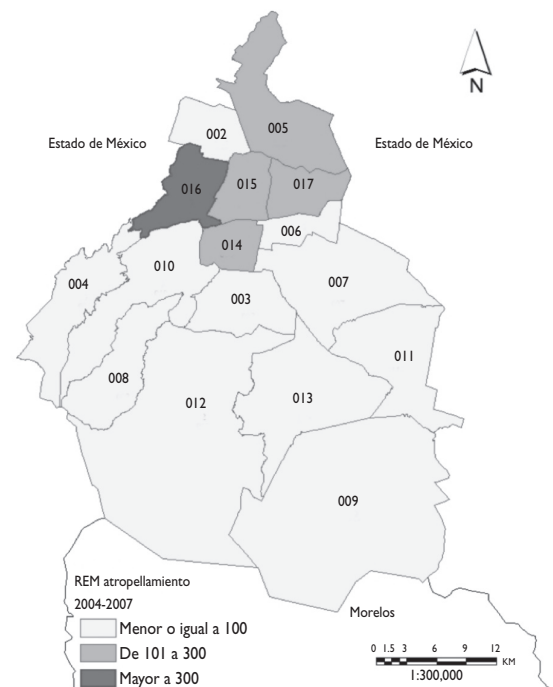 N
Estado de México
Estado de México
002
005
016
015
017
014
006
004
010
003
007
008
012
013
011
009
REM atropellamiento
2004-2007
Menor o igual a 100
De 101 a 300
Mayor a 300
Morelos
0 1.5 3 6 9 12
KM
1:300,000